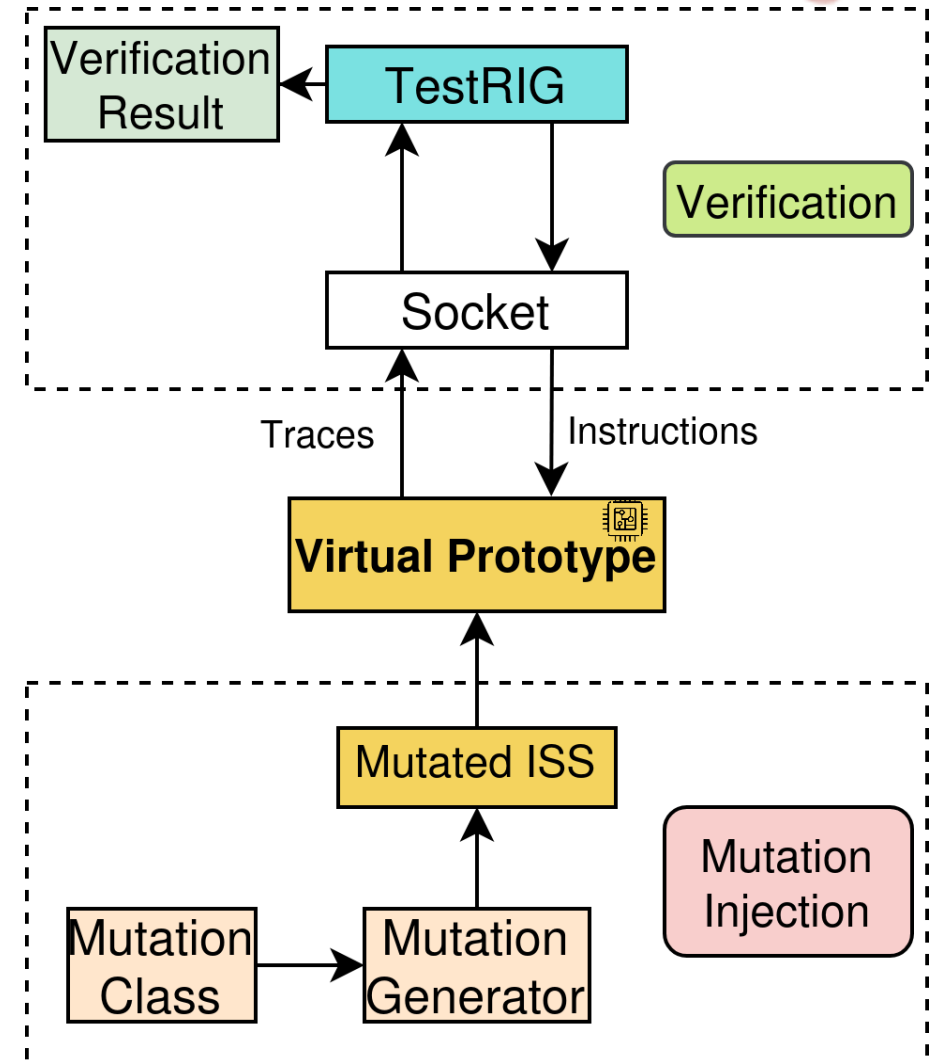 Verification
Result
TestRIG
Verification
Socket
Traces
Instructions
Virtual Prototype
Mutated ISS
Mutation
Injection
Mutation
Class
Mutation
Generator